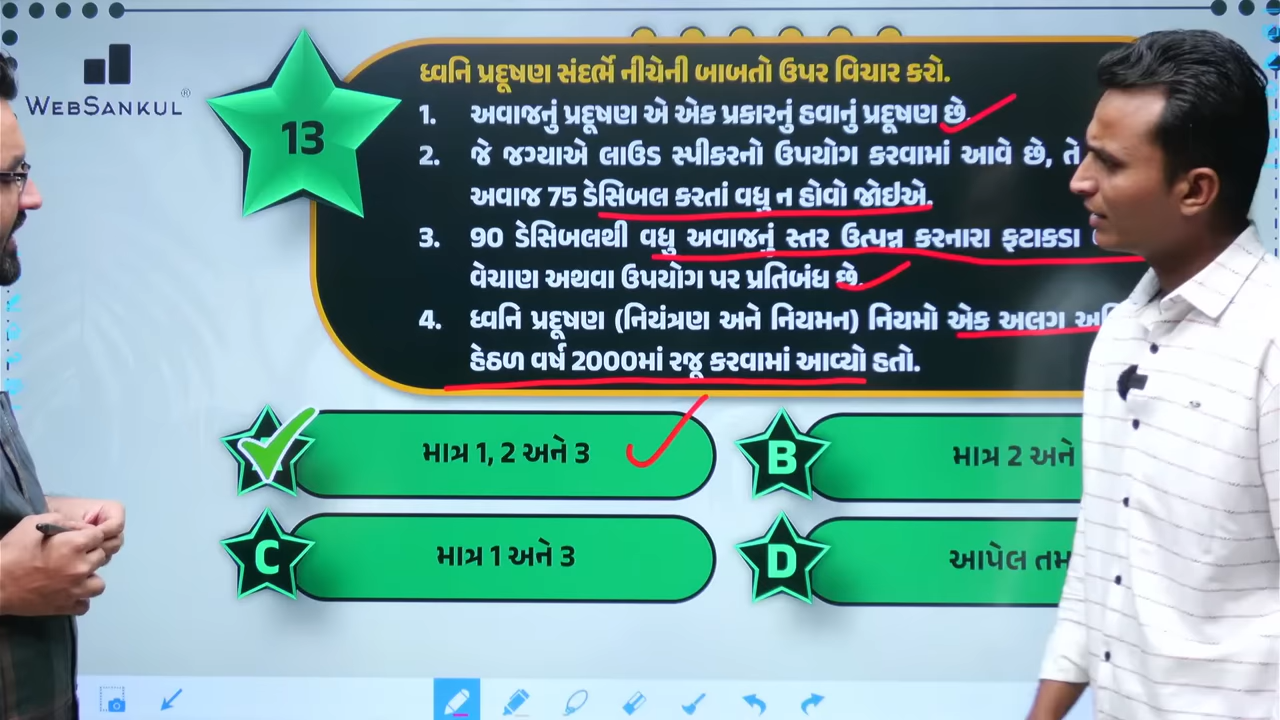 WEBSANKUL®
13
ધ્વનિ પ્રદૂષણ સંદર્ભે નીચેની બાબતો ઉપર વિચાર કરો.
1. અવાજનું પ્રદૂષણ એ એક પ્રકારનું હવાનું પ્રદૂષણ છે.
2. જે જગ્યાએ લાઉડ સ્પીકરનો ઉપયોગ કરવામાં આવે છે, તે
અવાજ 75 ડેસિબલ કરતાં વધુ ન હોવો જોઇએ.
3. 90 ડેસિબલથી વધુ અવાજનું સ્તર ઉત્પન્ન કરનારા ફટાકડા
વેચાણ અથવા ઉપયોગ પર પ્રતિબંધ છે.
4. ધ્વનિ પ્રદૂષણ (નિયંત્રણ અને નિયમન) નિયમો એક અલગ
હેઠળ વર્ષ 2000માં રજૂ કરવામાં આવ્યો હતો.
માત્ર 1, 2 અને 3
B માત્ર 2 અને
C માત્ર 1 અને 3
D આપેલ